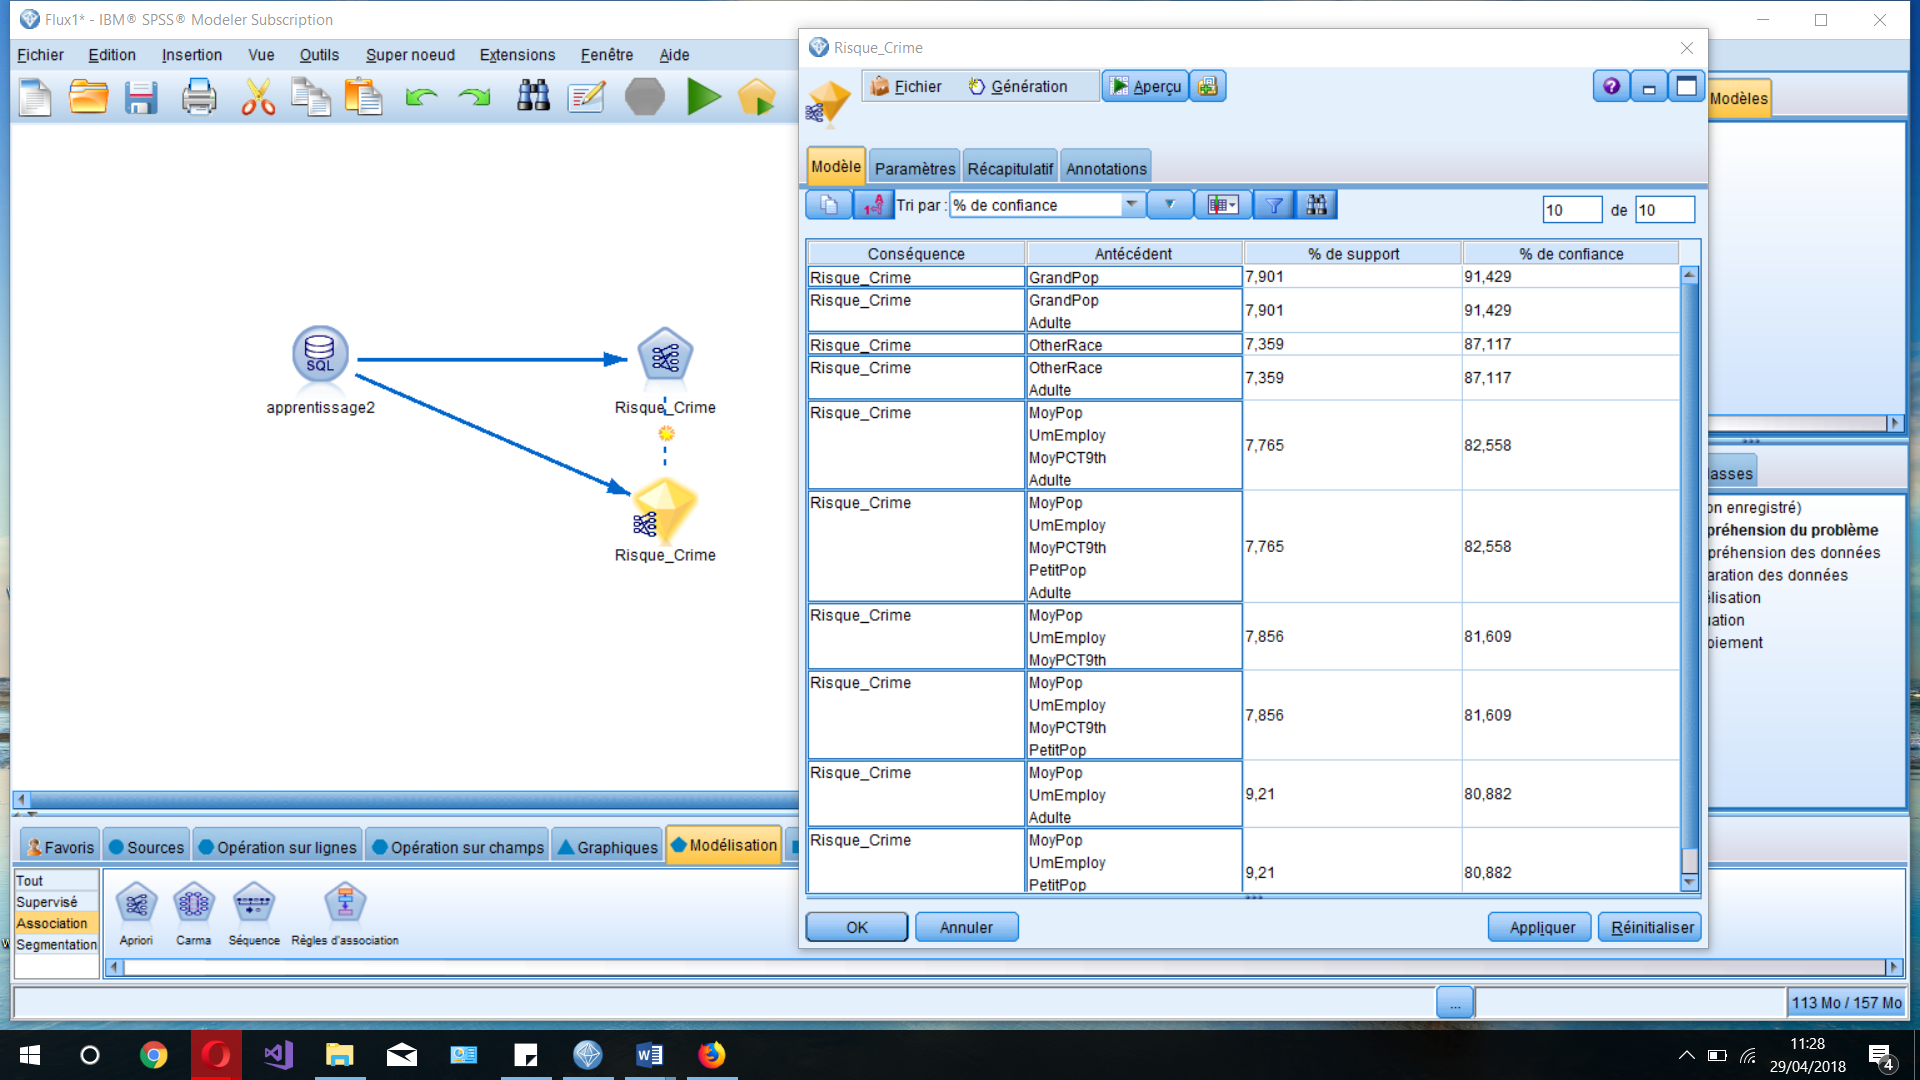 Flux1* - IBM® SPSS® Modeler Subscription
Fichier Edition Insertion Vue Outils Super noeud Extensions Fenêtre Aide
SQL
apprentissage2
Risque_Crime
Risque_Crime
Risque_Crime
Fichier Génération Aperçu
Modèle Paramètres Récapitulatif Annotations
Tri par : % de confiance 10 de 10
Conséquence Antécédent % de support % de confiance
Risque_Crime GrandPop 7,901 91,429
Risque_Crime GrandPop 7,901 91,429
Adulte
Risque_Crime OtherRace 7,359 87,117
Risque_Crime OtherRace 7,359 87,117
Adulte
Risque_Crime MoyPop
UmEmploy 7,765 82,558
MoyPCT9th
Adulte
Risque_Crime MoyPop
UmEmploy
MoyPCT9th 7,765 82,558
PetitPop
Adulte
Risque_Crime MoyPop
UmEmploy 7,856 81,609
MoyPCT9th
Risque_Crime MoyPop
UmEmploy 7,856 81,609
MoyPCT9th
PetitPop
Risque_Crime MoyPop
UmEmploy 9,21 80,882
Adulte
Risque_Crime MoyPop
UmEmploy 9,21 80,882
PetitPop
OK Annuler Appliquer Réinitialiser
Modèles
lasses
on enregistré)
préhension du problème
préhension des données
aration des données
élisation
uation
oiement
Favoris Sources Opération sur lignes Opération sur champs Graphiques Modélisation
Tout
Supervisé
Association
Segmentation
Apriori Carma Séquence Règles d'association
... 113 Mo / 157 Mo
11:28
29/04/2018
4